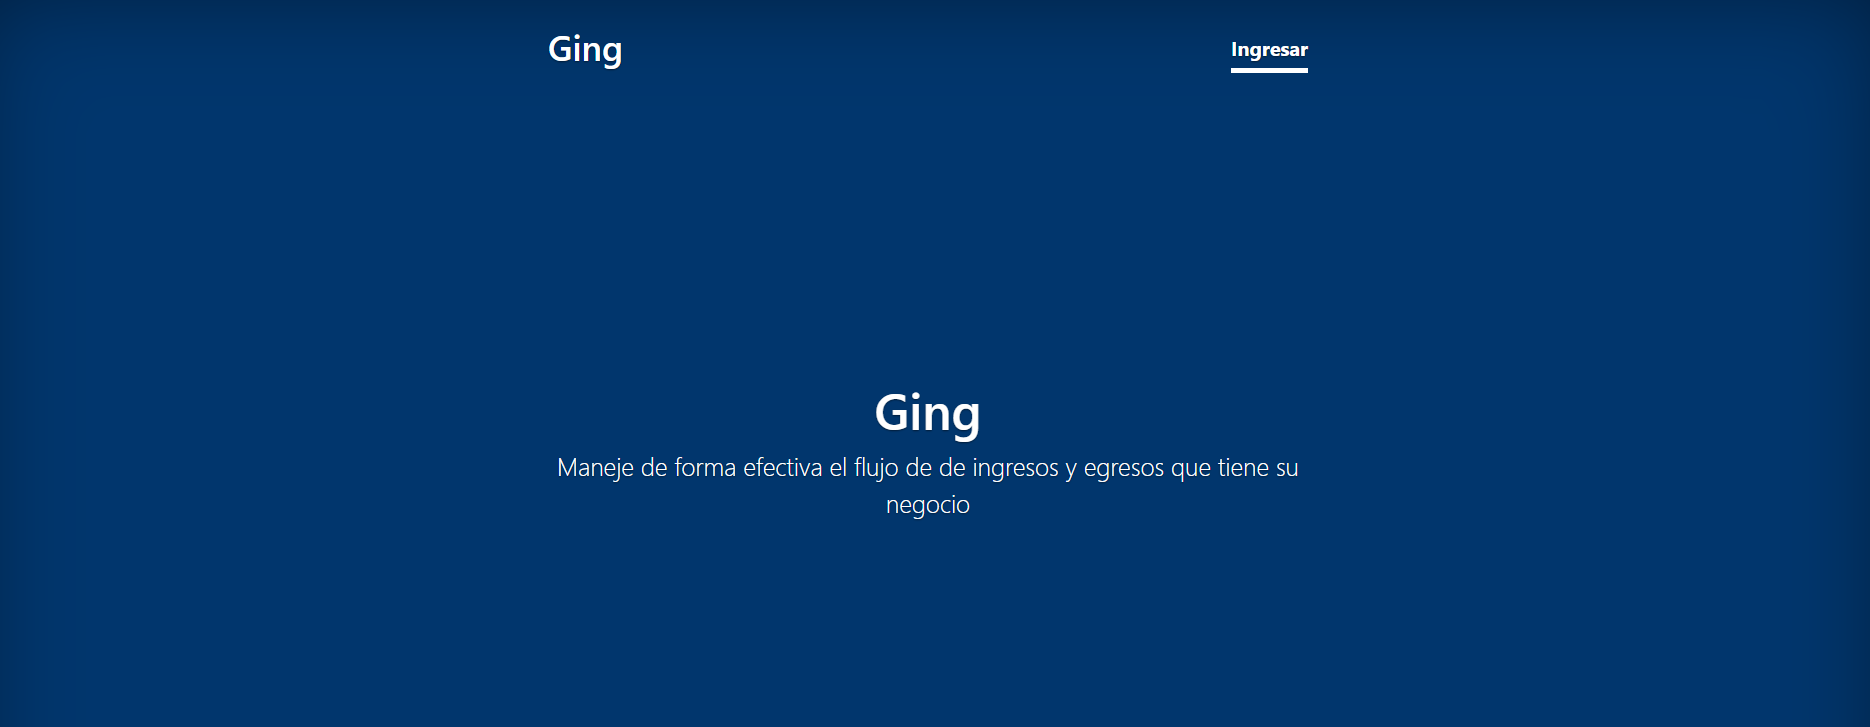 Ging
Ingresar
Ging
Maneje de forma efectiva el flujo de de ingresos y egresos que tiene su
negocio